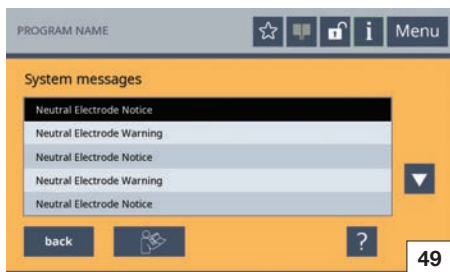 PROGRAM NAME
i Menu
System messages
Neutral Electrode Notice
Neutral Electrode Warning
Neutral Electrode Notice
Neutral Electrode Warning
Neutral Electrode Notice
back ?
49